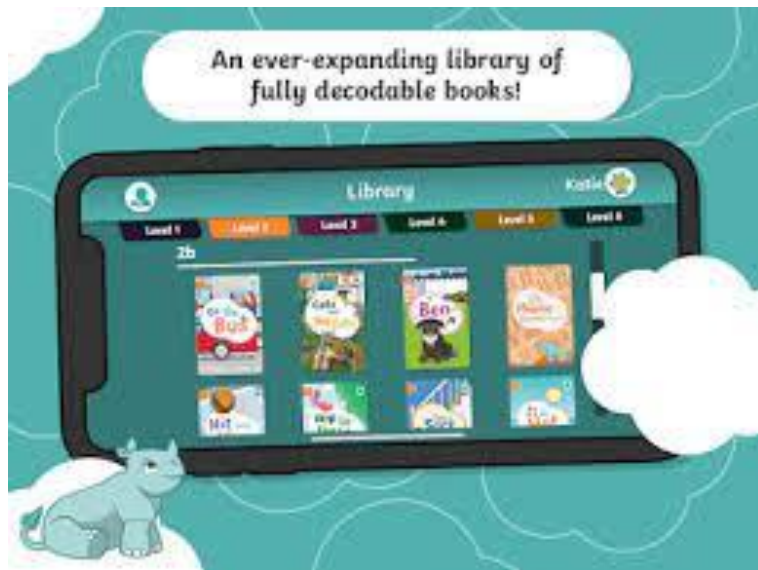 An ever-expanding library of
fully decodable books!
Library
Katie
Level 1
Level 2
Level 3
Level 4
Level 5
Level 6
2b
Bus
Cats
Ben